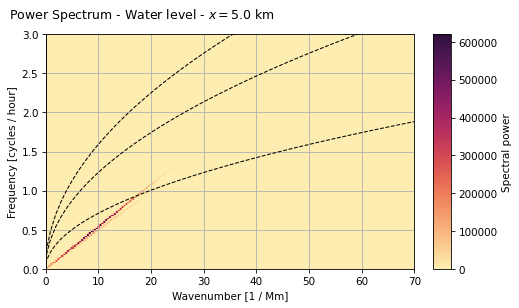 Power Spectrum - Water level - x = 5.0 km
3.0
2.5
2.0
1.5
1.0
0.5
0.0
Frequency [cycles / hour]
0 10 20 30 40 50 60 70
Wavenumber [1 / Mm]
600000
500000
400000
300000
200000
100000
0
Spectral power